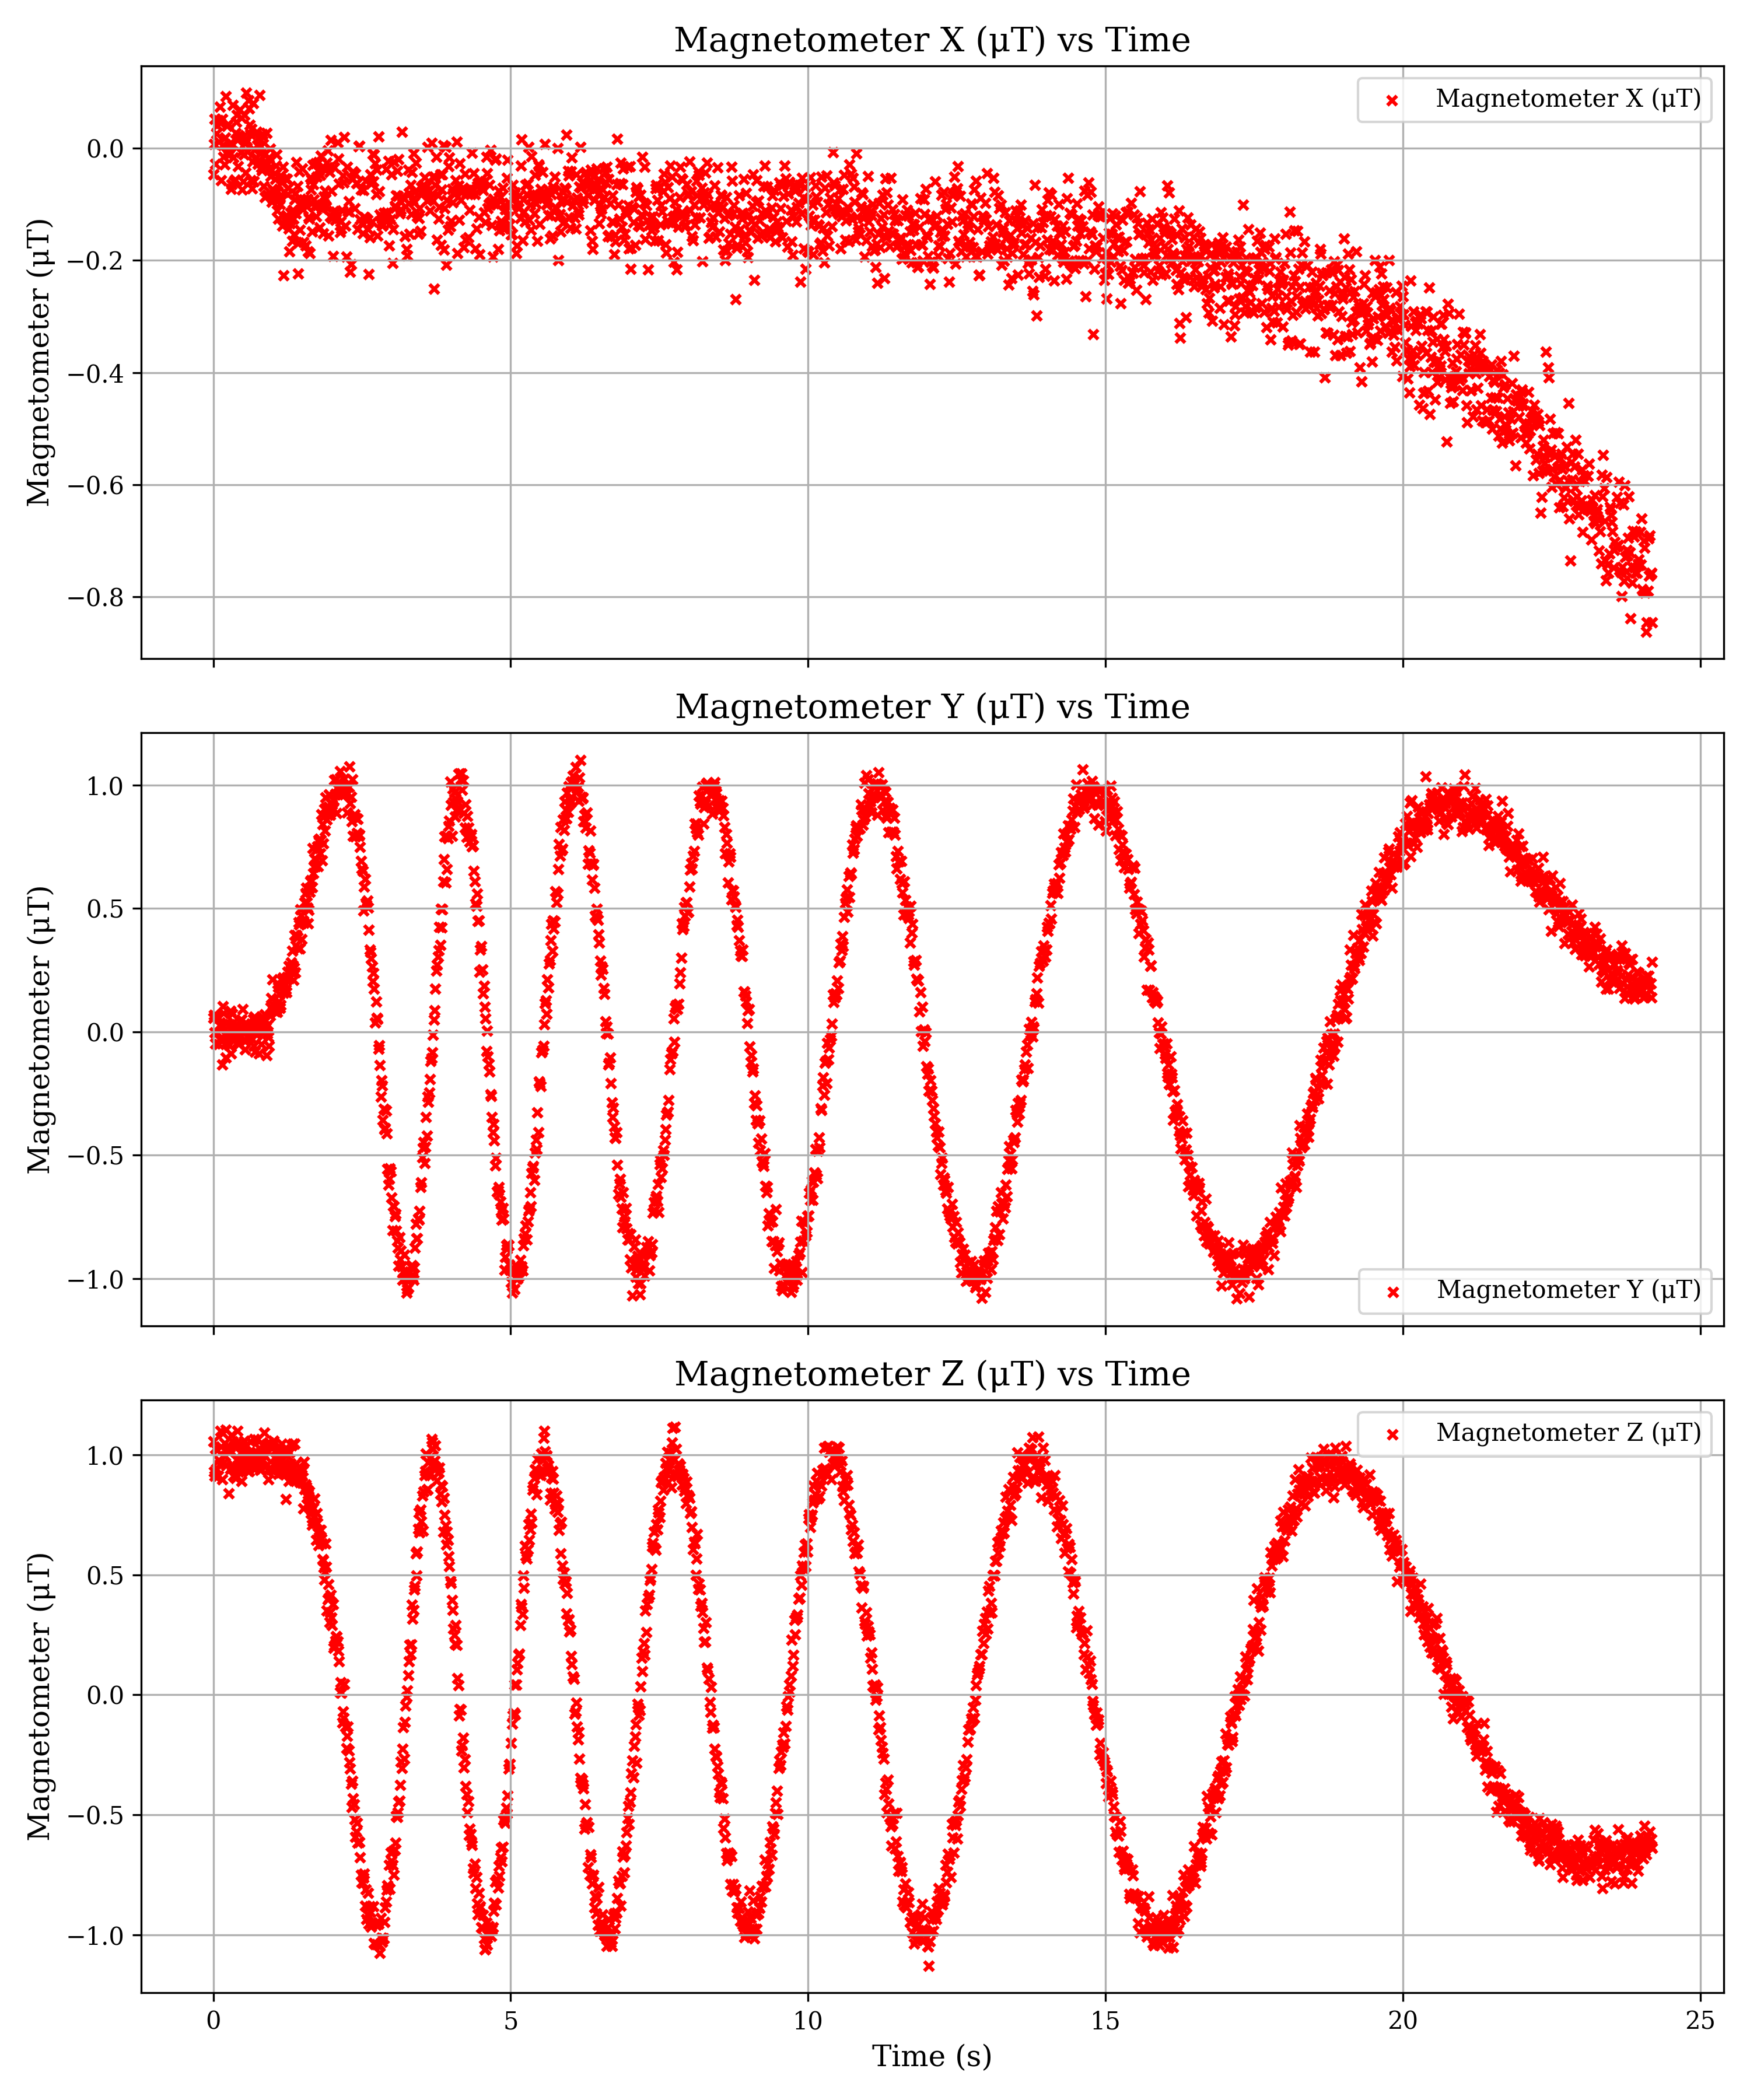 Magnetometer X (µT) vs Time
Magnetometer X (µT)
Magnetometer (µT)
0.0
−0.2
−0.4
−0.6
−0.8
Magnetometer Y (µT) vs Time
Magnetometer (µT)
1.0
0.5
0.0
−0.5
−1.0
Magnetometer Y (µT)
Magnetometer Z (µT) vs Time
Magnetometer Z (µT)
Magnetometer (µT)
1.0
0.5
0.0
−0.5
−1.0
0 5 10 15 20 25
Time (s)